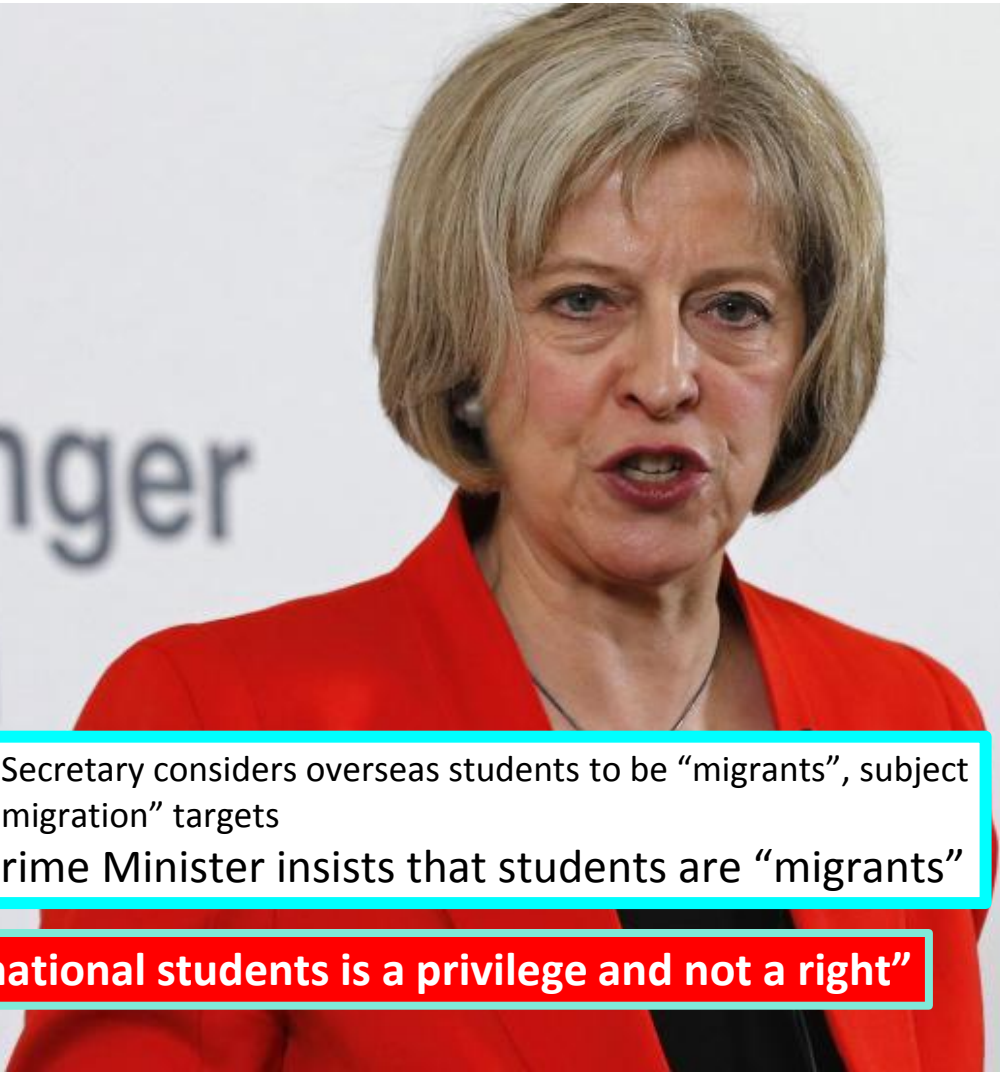 nger
Secretary considers overseas students to be “migrants”, subject
migration” targets
rime Minister insists that students are “migrants”
national students is a privilege and not a right”